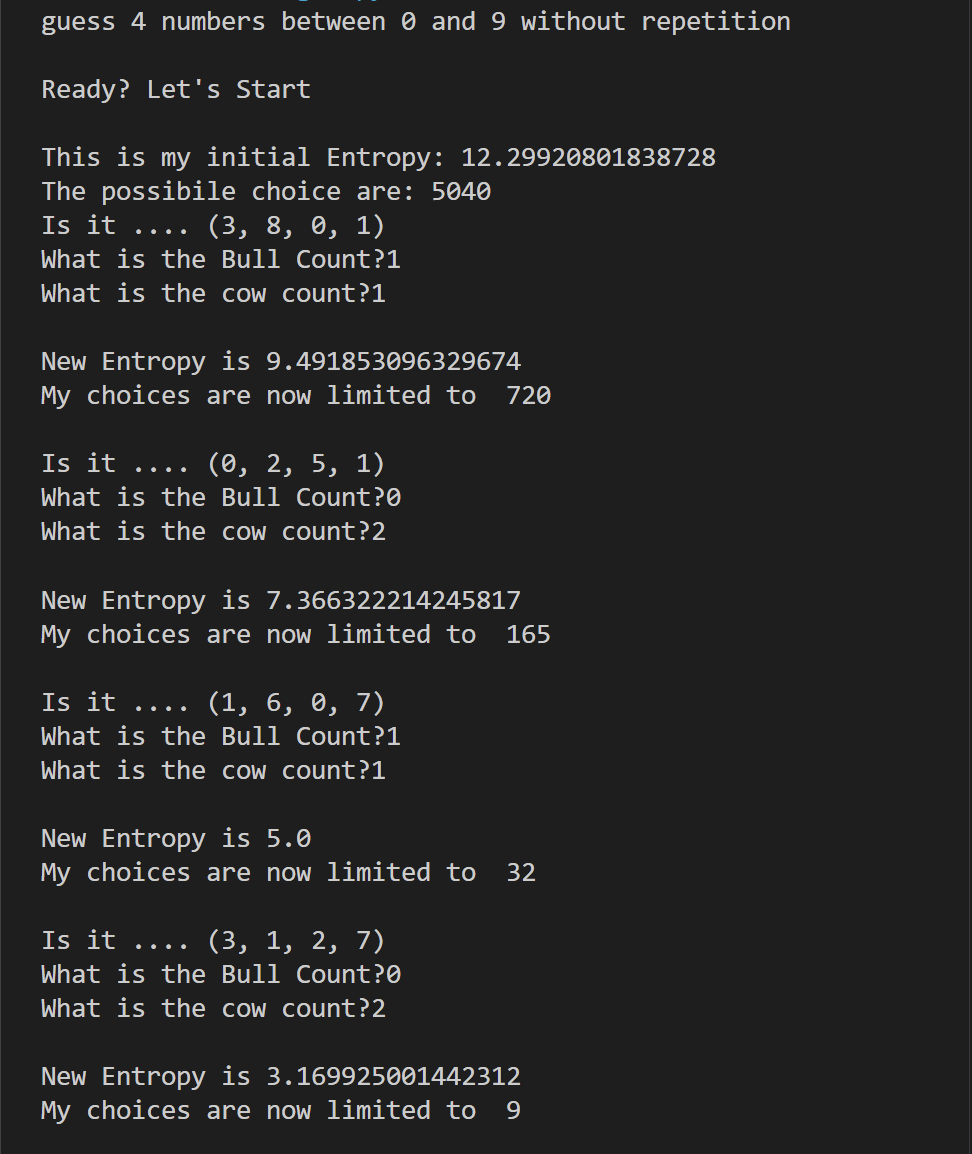 guess 4 numbers between 0 and 9 without repetition
Ready? Let's Start
This is my initial Entropy: 12.29920801838728
The possibile choice are: 5040
Is it .... (3, 8, 0, 1)
What is the Bull Count?1
What is the cow count?1
New Entropy is 9.491853096329674
My choices are now limited to  720
Is it .... (0, 2, 5, 1)
What is the Bull Count?0
What is the cow count?2
New Entropy is 7.366322214245817
My choices are now limited to  165
Is it .... (1, 6, 0, 7)
What is the Bull Count?1
What is the cow count?1
New Entropy is 5.0
My choices are now limited to  32
Is it .... (3, 1, 2, 7)
What is the Bull Count?0
What is the cow count?2
New Entropy is 3.169925001442312
My choices are now limited to  9